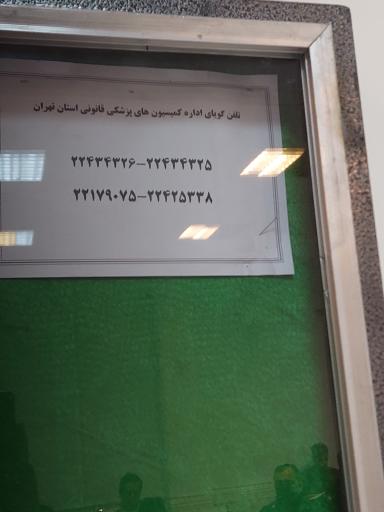 تلفن گویای اداره کمیسیون های پزشکی قانونی استان تهران
۲۲۴۳۴۳۲۶-۲۲۴۳۴۳۲۵
۲۲۱۷۹۰۷۵-۲۲۴۲۵۳۳۸